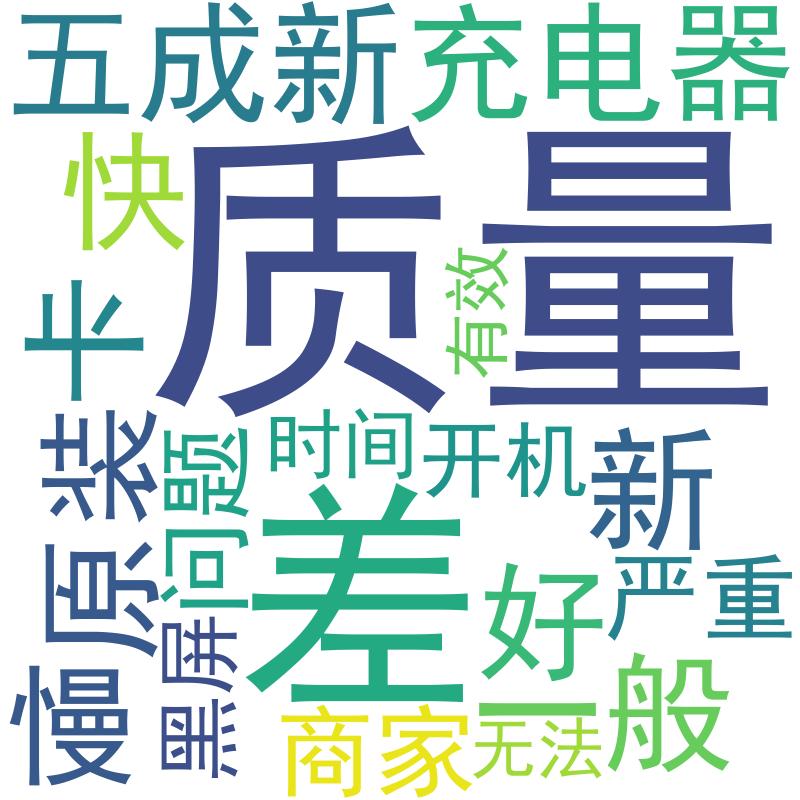 五成新
充电器
快
质量
卡
有效
原装
问题
时间
开机
新
差
好
严重
慢
黑屏
商家
无法
一般